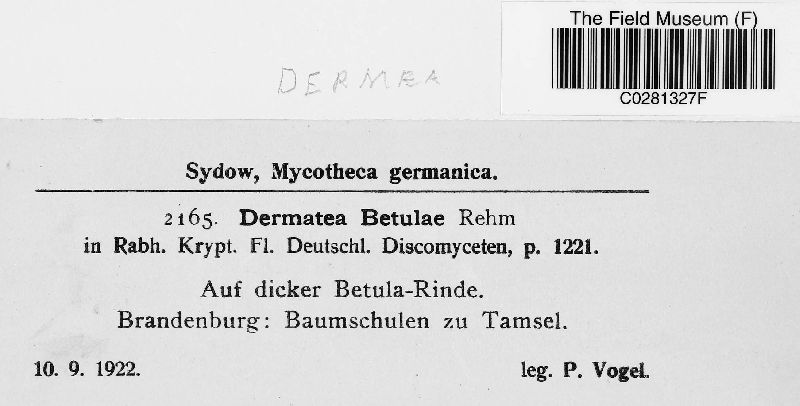 The Field Museum (F)
C0281327F
DERMEA
Sydow, Mycotheca germanica.
2165. Dermatea Betulae Rehm
in Rabh. Krypt. Fl. Deutschl. Discomyceten, p. 1221.
Auf dicker Betula-Rinde.
Brandenburg: Baumschulen zu Tamsel.
10. 9. 1922. leg. P. Vogel.